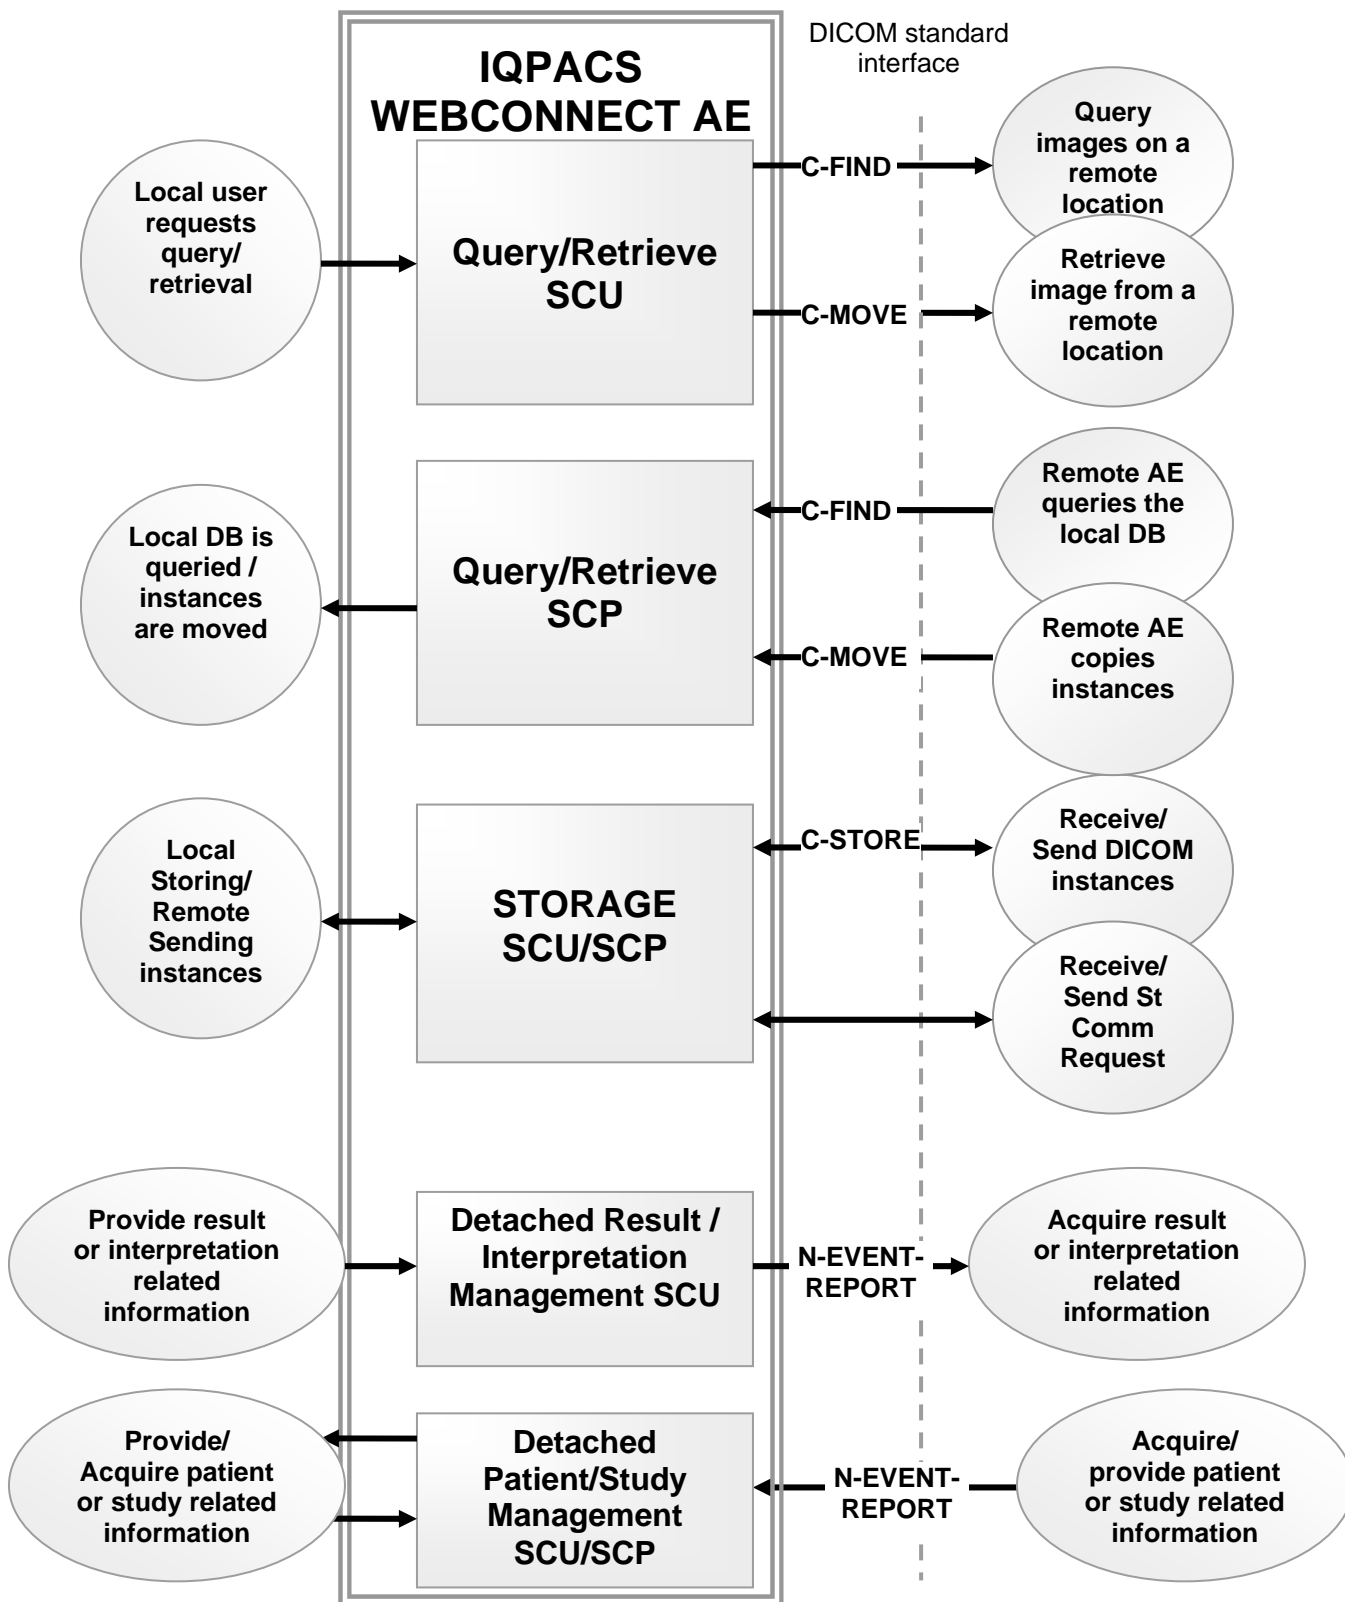 DICOM standard
interface
IQPACS
WEBCONNECT AE
Local user
requests
query/
retrieval
Query/Retrieve
SCU
C-FIND
C-MOVE
Query
images on a
remote
location
Retrieve
image from a
remote
location
Local DB is
queried /
instances
are moved
Query/Retrieve
SCP
C-FIND
C-MOVE
Remote AE
queries the
local DB
Remote AE
copies
instances
Local
Storing/
Remote
Sending
instances
STORAGE
SCU/SCP
C-STORE
Receive/
Send DICOM
instances
Receive/
Send St
Comm
Request
Provide result
or interpretation
related
information
Detached Result /
Interpretation
Management SCU
N-EVENT-
REPORT
Acquire result
or interpretation
related
information
Provide/
Acquire patient
or study related
information
Detached
Patient/Study
Management
SCU/SCP
N-EVENT-
REPORT
Acquire/
provide patient
or study related
information